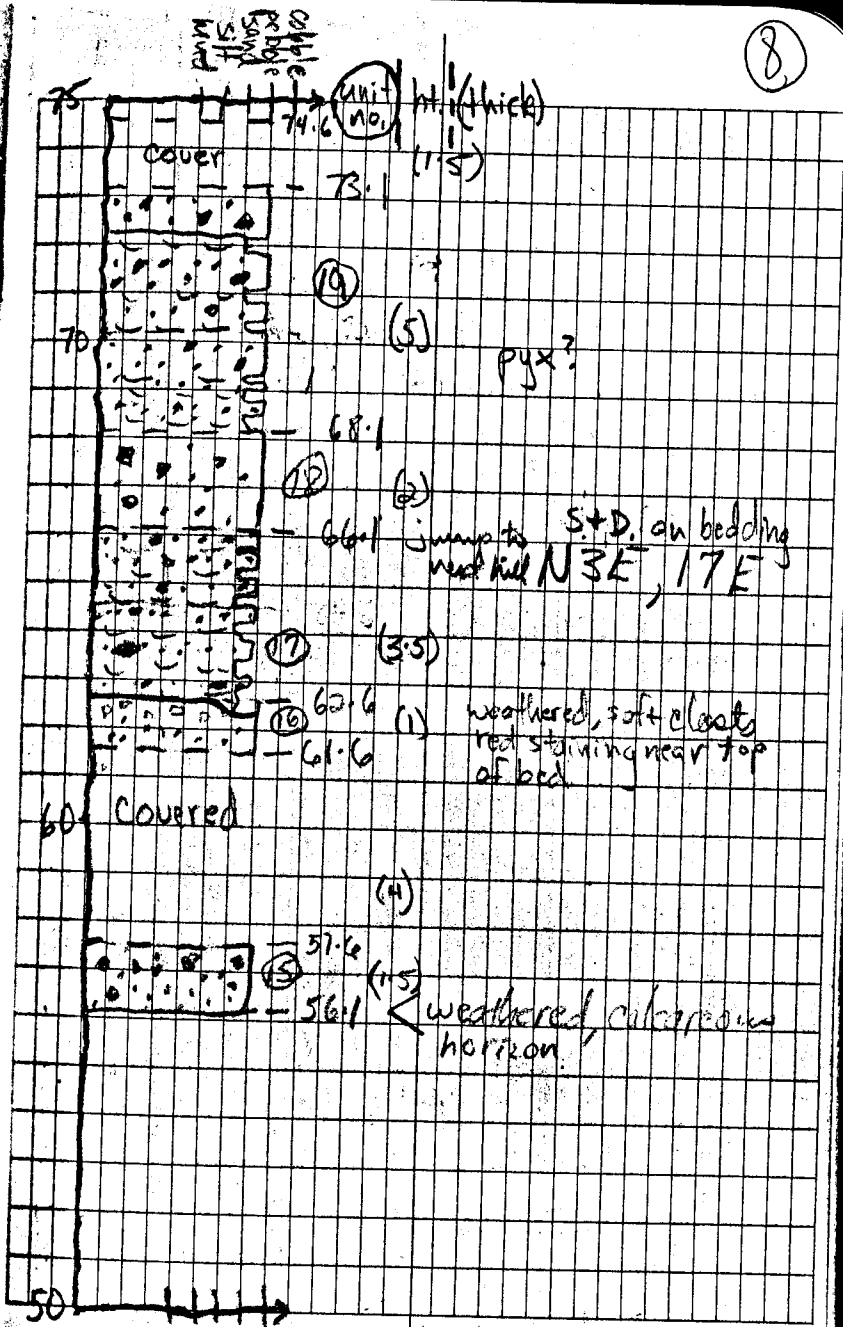 8
cobble
pebble
sand
silt
mud
75
unit no.
ht.
(thick)
74.6
cover
(1.5)
73.1
19
70
(5)
pyx?
68.1
18
(2)
66.1
jump to
next hill
S.+D. on bedding
N3E, 17E
17
(3.5)
62.6
16
(1)
weathered, soft clasts
red staining near top
of bed
61.6
60
Covered
(4)
57.6
15
(1.5)
56.1
< weathered, calcareous
horizon
50